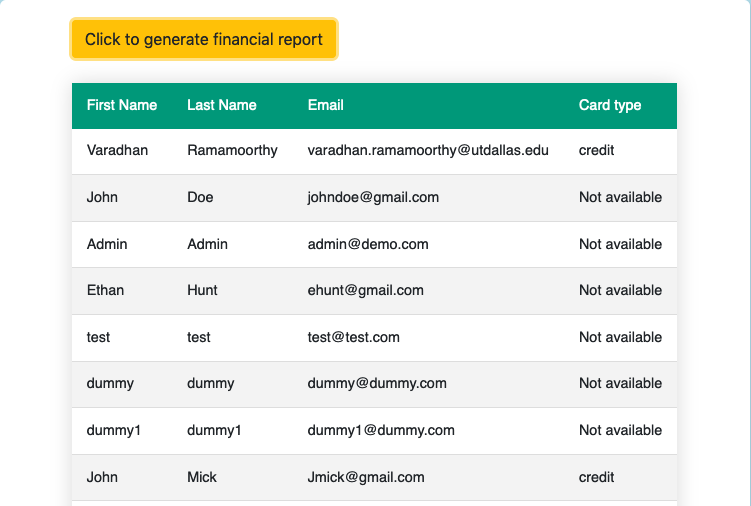 Click to generate financial report
First Name Last Name Email Card type
Varadhan Ramamoorthy varadhan.ramamoorthy@utdallas.edu credit
John Doe johndoe@gmail.com Not available
Admin Admin admin@demo.com Not available
Ethan Hunt ehunt@gmail.com Not available
test test test@test.com Not available
dummy dummy dummy@dummy.com Not available
dummy1 dummy1 dummy1@dummy.com Not available
John Mick Jmick@gmail.com credit